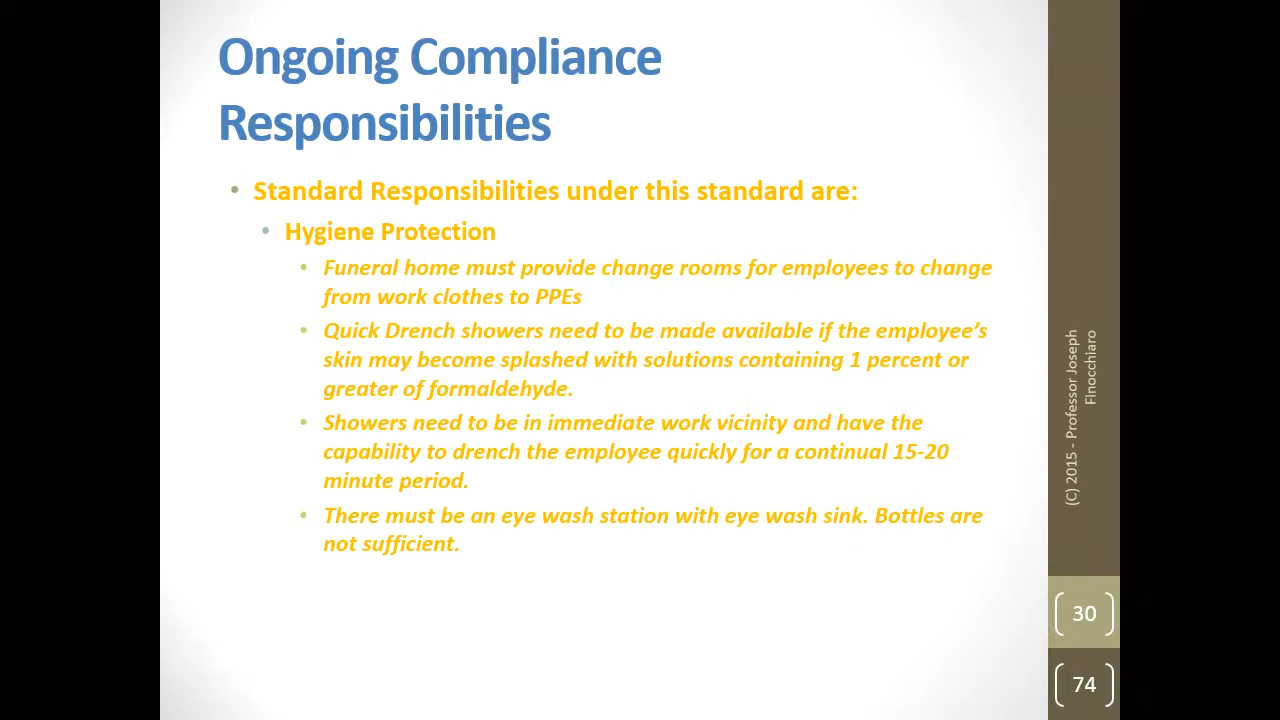 Ongoing Compliance
Responsibilities
• Standard Responsibilities under this standard are:
• Hygiene Protection
• Funeral home must provide change rooms for employees to change
from work clothes to PPEs
• Quick Drench showers need to be made available if the employee's
skin may become splashed with solutions containing 1 percent or
greater of formaldehyde.
• Showers need to be in immediate work vicinity and have the
capability to drench the employee quickly for a continual 15-20
minute period.
• There must be an eye wash station with eye wash sink. Bottles are
not sufficient.
(C) 2015 - Professor Joseph
Finocchiaro
30
74